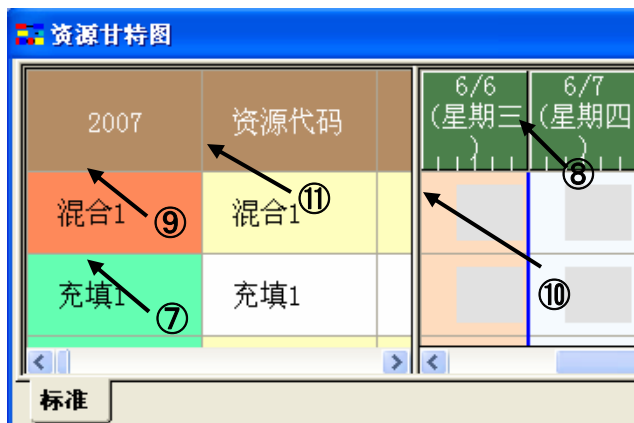 资源甘特图
2007 资源代码
6/6
(星期三
)
6/7
(星期四
)
⑧
混合1 ⑨ 混合1 ⑪
充填1 ⑦ 充填1 ⑩
标准